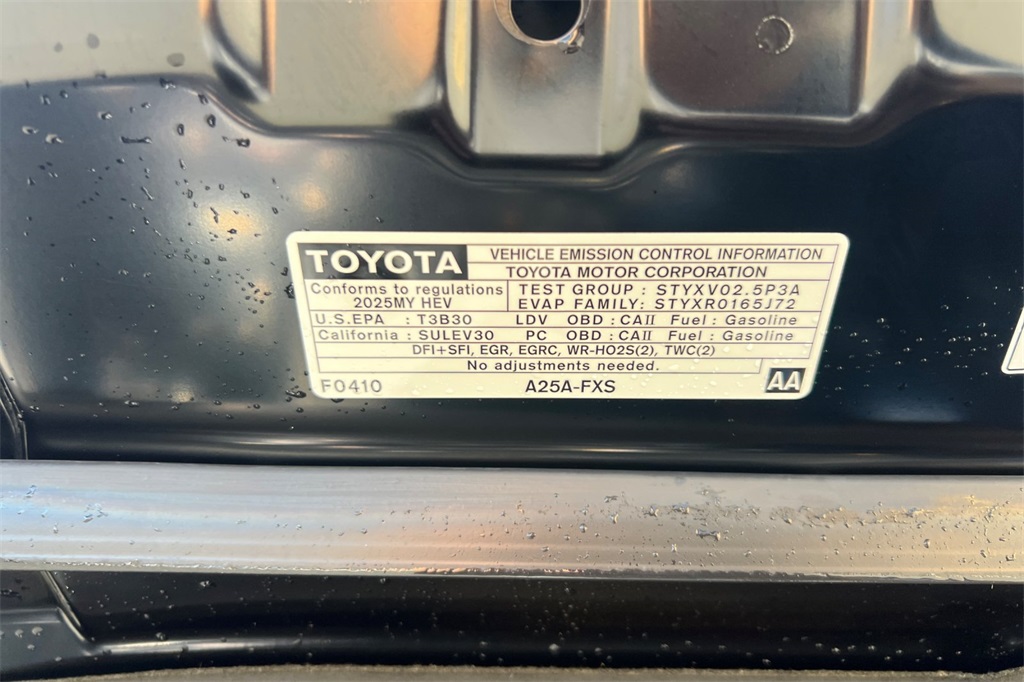 TOYOTA
VEHICLE EMISSION CONTROL INFORMATION
TOYOTA MOTOR CORPORATION
Conforms to regulations
2025MY HEV
TEST GROUP : STYXV02.5P3A
EVAP FAMILY: STYXR0165J72
U.S.EPA : T3B30 LDV OBD : CAII Fuel : Gasoline
California : SULEV30 PC OBD : CAII Fuel : Gasoline
DFI+SFI, EGR, EGRC, WR-HO2S(2), TWC(2)
No adjustments needed.
F0410 A25A-FXS AA